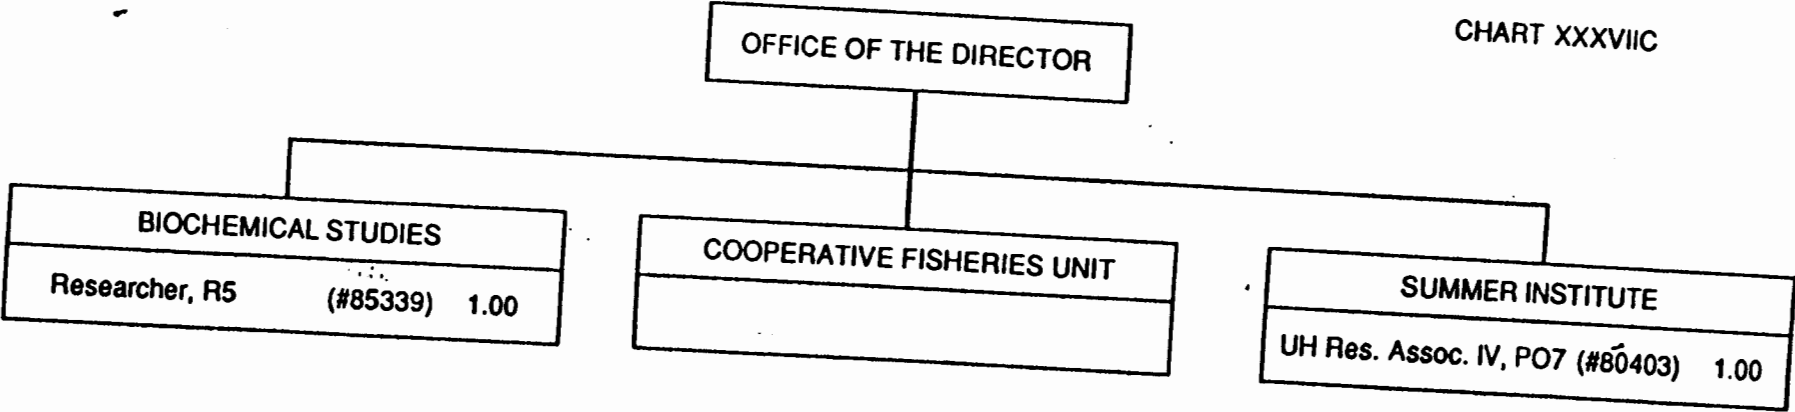 CHART XXXVIIC
OFFICE OF THE DIRECTOR
BIOCHEMICAL STUDIES
Researcher, R5 (#85339) 1.00
COOPERATIVE FISHERIES UNIT
SUMMER INSTITUTE
UH Res. Assoc. IV, PO7 (#80403) 1.00